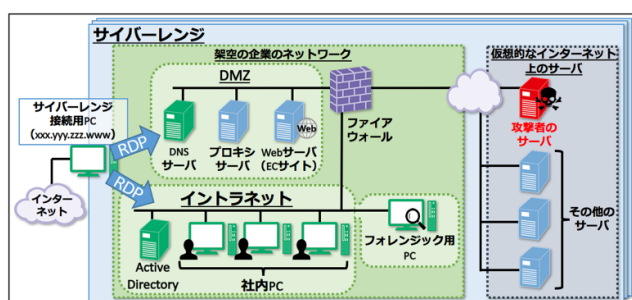 サイバーレンジ
架空の企業のネットワーク
DMZ
DNS
サーバ
プロキシ
サーバ
Web
Webサーバ
(ECサイト)
ファイア
ウォール
仮想的なインターネット
上のサーバ
攻撃者の
サーバ
その他の
サーバ
サイバーレンジ
接続用PC
(xxx.yyy.zzz.www)
RDP
RDP
インター
ネット
イントラネット
Active
Directory
社内PC
フォレンジック用
PC